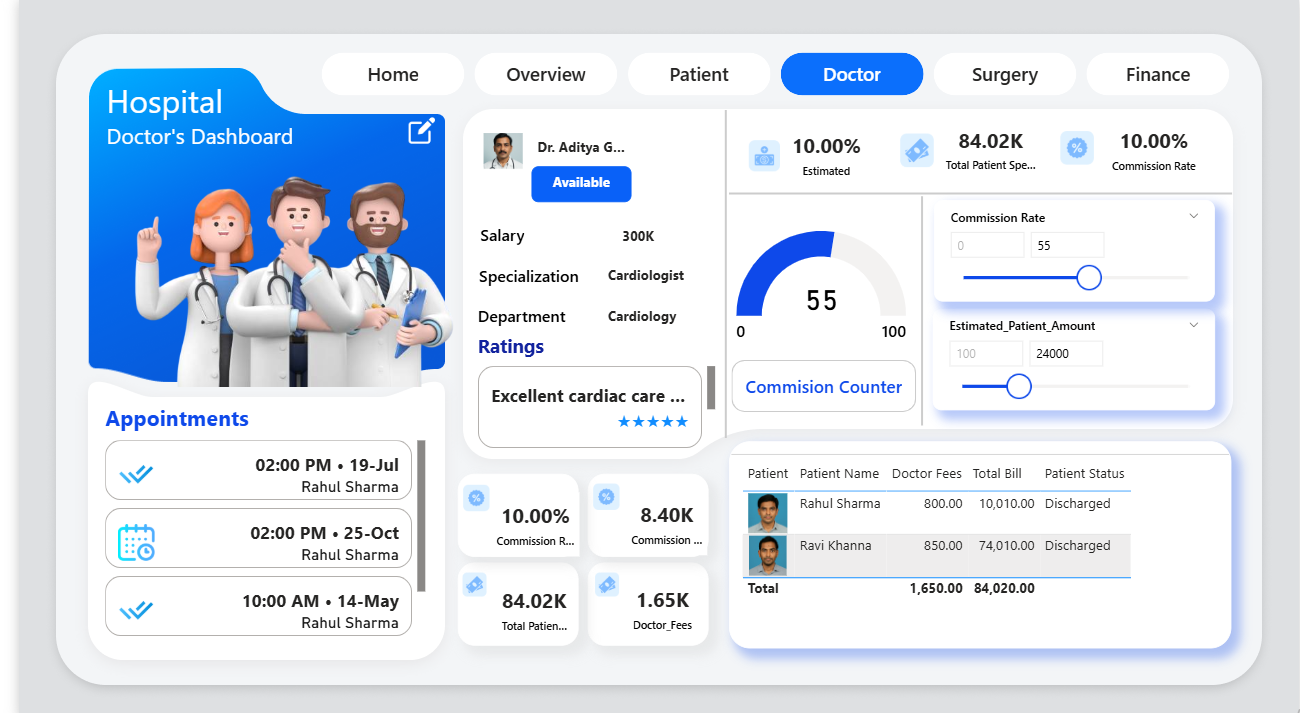 Home
Overview
Patient
Doctor
Surgery
Finance
Hospital
Doctor's Dashboard
Appointments
02:00 PM • 19-Jul
Rahul Sharma
02:00 PM • 25-Oct
Rahul Sharma
10:00 AM • 14-May
Rahul Sharma
Dr. Aditya G...
Available
Salary 300K
Specialization Cardiologist
Department Cardiology
Ratings
Excellent cardiac care ...
★★★★★
10.00%
Commission R...
8.40K
Commission ...
84.02K
Total Patien...
1.65K
Doctor_Fees
10.00%
Estimated
84.02K
Total Patient Spe...
10.00%
Commission Rate
55
0 100
Commision Counter
Commission Rate
0 55
Estimated_Patient_Amount
100 24000
Patient Patient Name Doctor Fees Total Bill Patient Status
Rahul Sharma 800.00 10,010.00 Discharged
Ravi Khanna 850.00 74,010.00 Discharged
Total 1,650.00 84,020.00